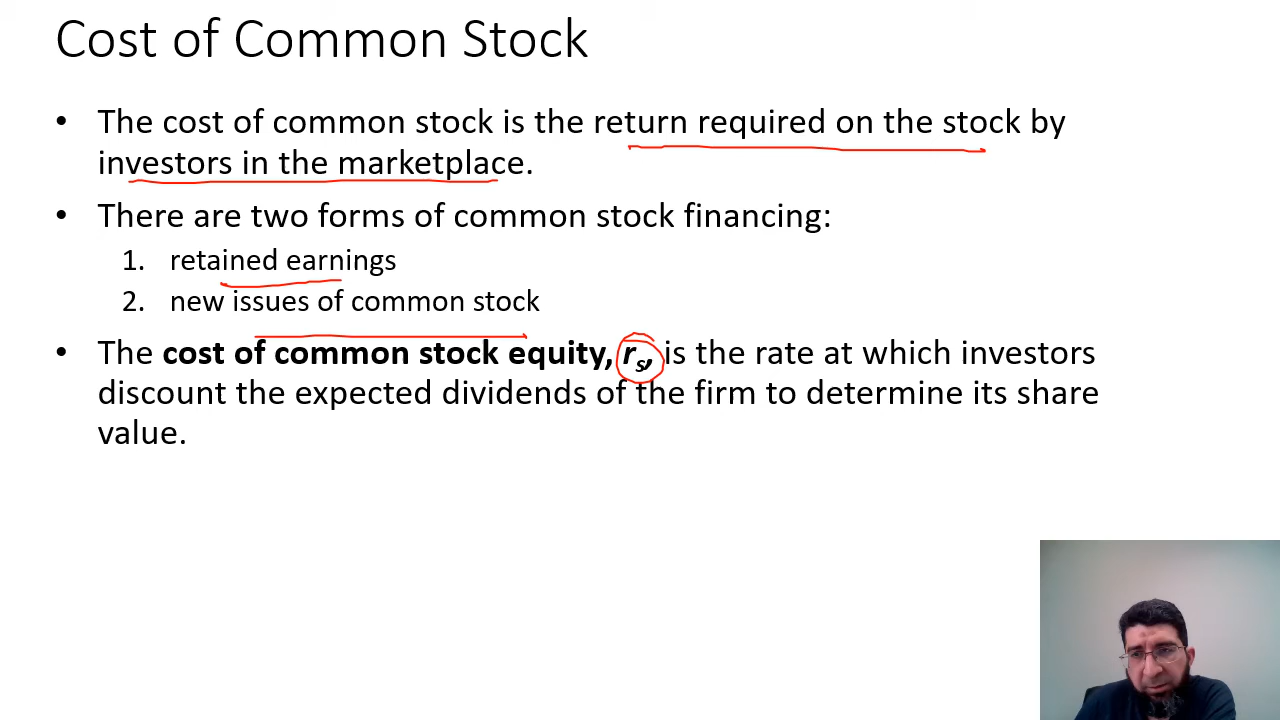 Cost of Common Stock
• The cost of common stock is the return required on the stock by
investors in the marketplace.
• There are two forms of common stock financing:
1. retained earnings
2. new issues of common stock
• The cost of common stock equity, rs, is the rate at which investors
discount the expected dividends of the firm to determine its share
value.